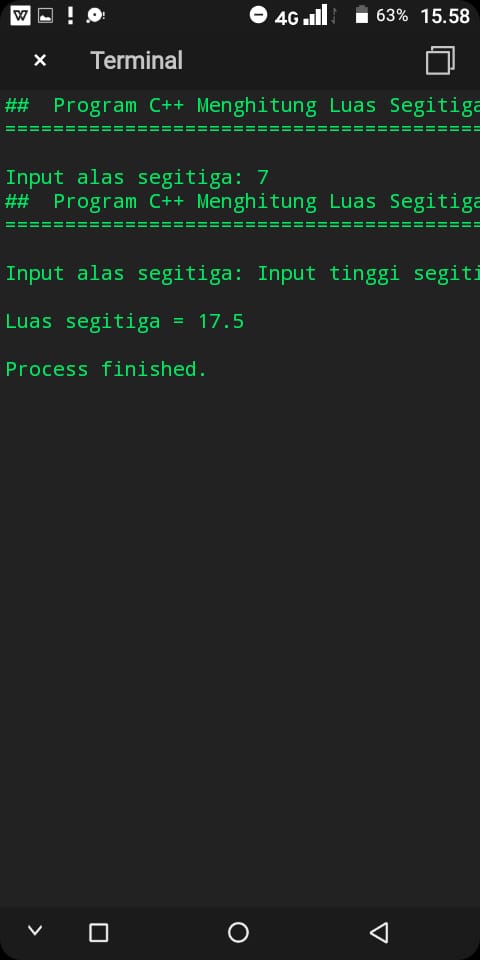 4G 63% 15.58
× Terminal
## Program C++ Menghitung Luas Segitiga
========================================
Input alas segitiga: 7
## Program C++ Menghitung Luas Segitiga
========================================
Input alas segitiga: Input tinggi segiti
Luas segitiga = 17.5
Process finished.